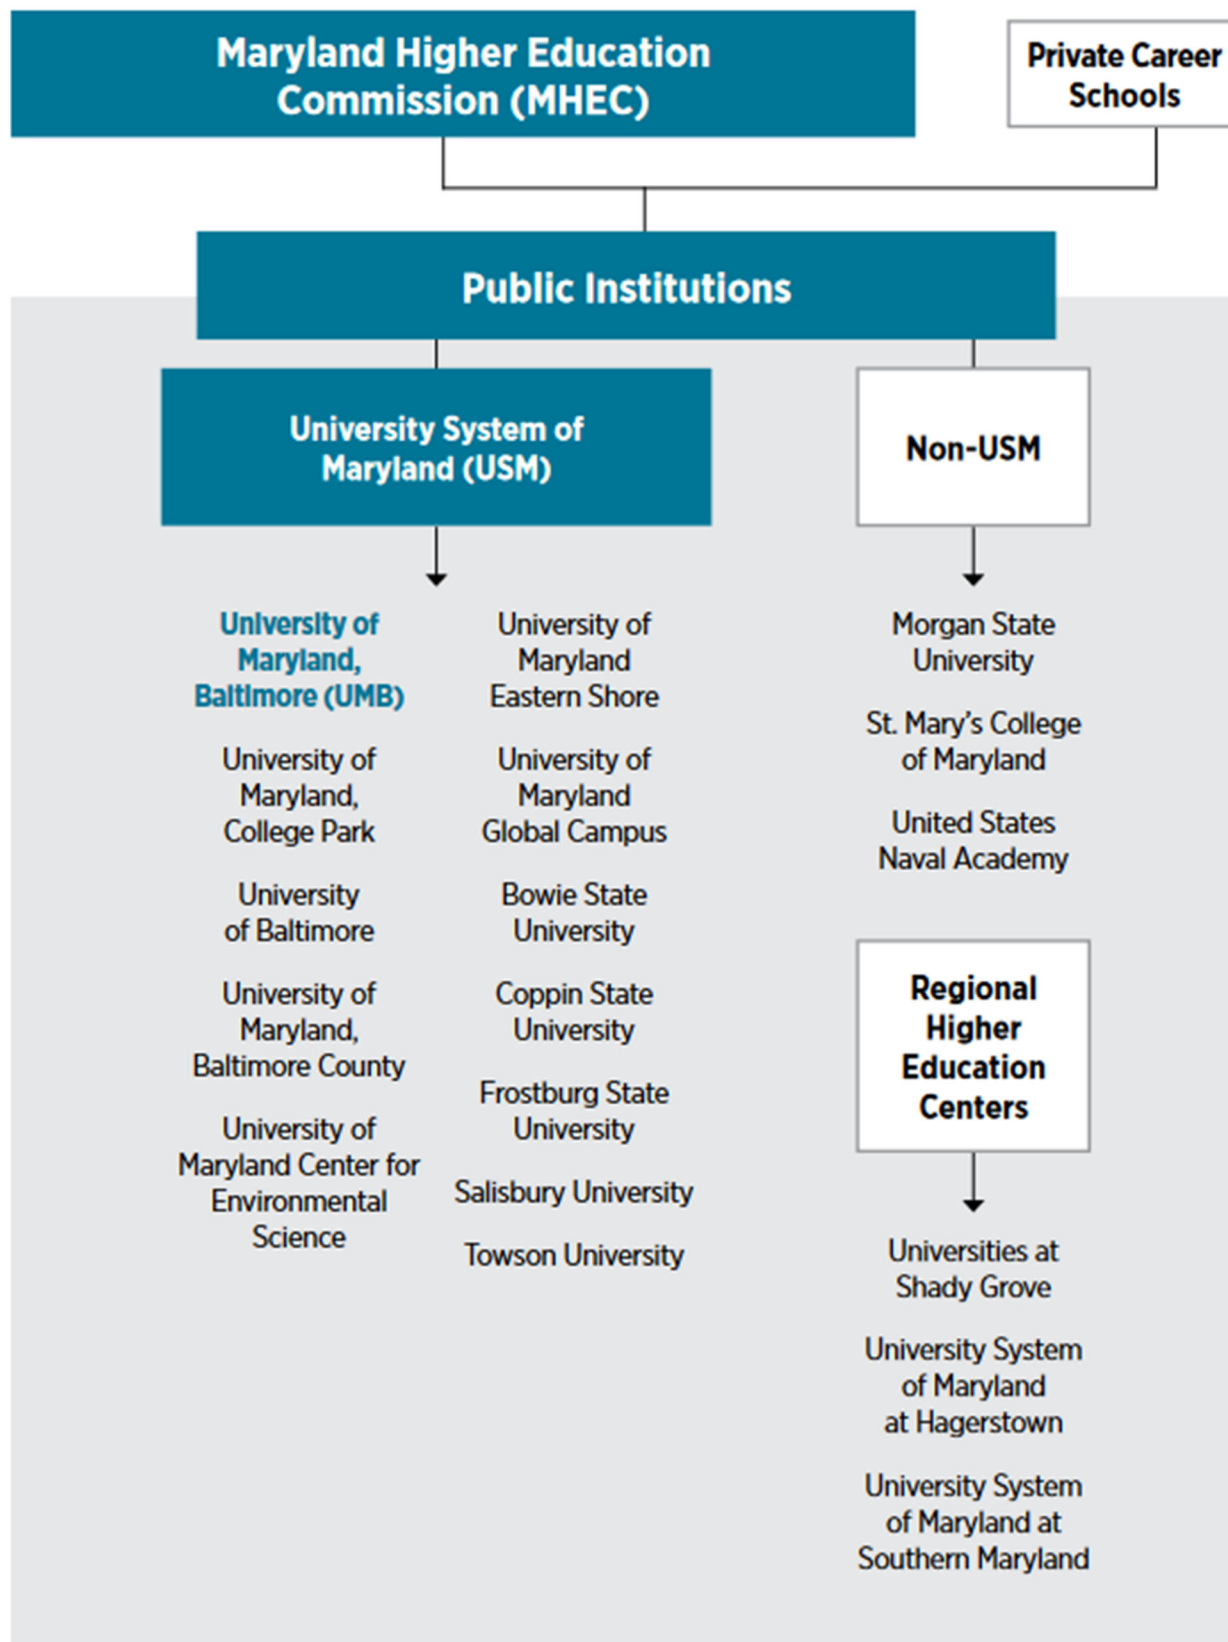 Maryland Higher Education
Commission (MHEC)
Private Career
Schools
Public Institutions
University System of
Maryland (USM)
Non-USM
University of
Maryland,
Baltimore (UMB)
University of
Maryland,
College Park
University
of Baltimore
University of
Maryland,
Baltimore County
University of
Maryland Center for
Environmental
Science
University of
Maryland
Eastern Shore
University of
Maryland
Global Campus
Bowie State
University
Coppin State
University
Frostburg State
University
Salisbury University
Towson University
Morgan State
University
St. Mary's College
of Maryland
United States
Naval Academy
Regional
Higher
Education
Centers
Universities at
Shady Grove
University System
of Maryland
at Hagerstown
University System
of Maryland at
Southern Maryland